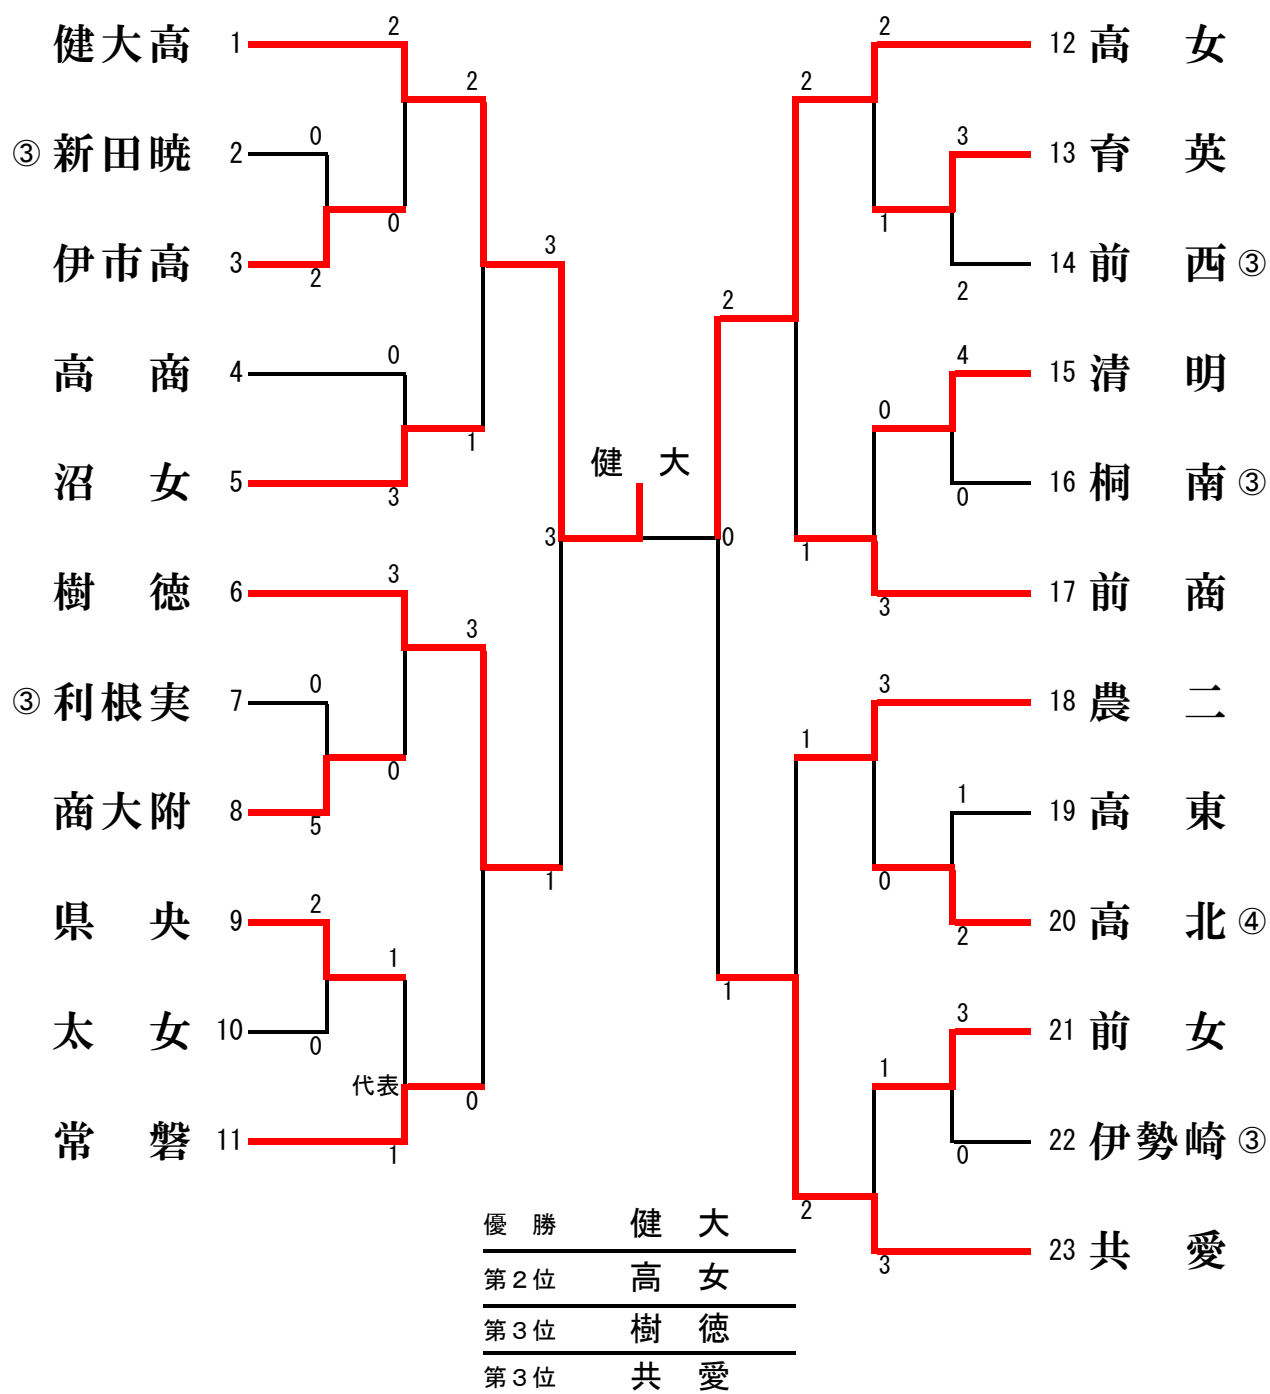 健大高 1
③ 新田暁 2
伊市高 3
高　商 4
沼　女 5
樹　徳 6
③ 利根実 7
商大附 8
県　央 9
太　女 10
常　磐 11
2
0
2
0
2
0
3
1
3
0
5
0
3
2
0
1
代表
1
0
3
1
健　大
3
0
2
1
2
1
1
2
2
3
2
1
4
0
0
3
3
1
2
0
3
0
1
3
12 高　女
13 育　英
14 前　西 ③
15 清　明
16 桐　南 ③
17 前　商
18 農　二
19 高　東
20 高　北 ④
21 前　女
22 伊勢崎 ③
23 共　愛
優　勝　健　大
第２位　高　女
第３位　樹　徳
第３位　共　愛